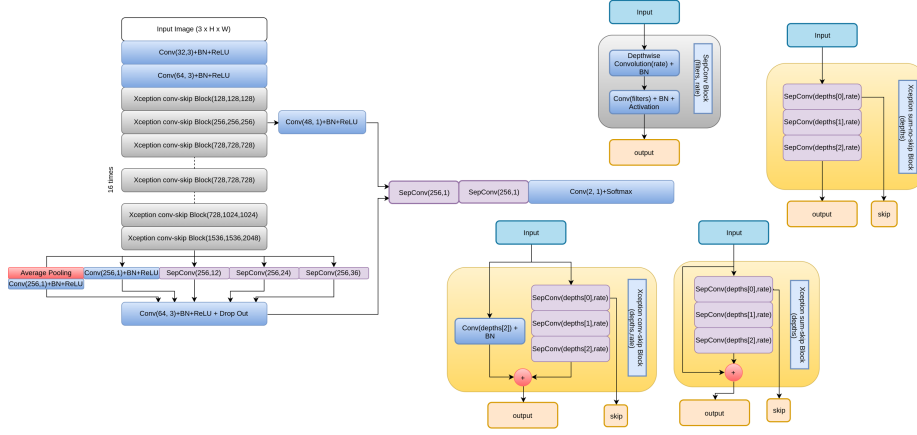 Input Image (3 x H x W)
Conv(32,3)+BN+ReLU
Conv(64, 3)+BN+ReLU
Xception conv-skip Block(128,128,128)
Xception conv-skip Block(256,256,256)
Xception conv-skip Block(728,728,728)
16 times
Xception conv-skip Block(728,728,728)
Xception conv-skip Block(728,1024,1024)
Xception conv-skip Block(1536,1536,2048)
Average Pooling
Conv(256,1)+BN+ReLU
Conv(256,1)+BN+ReLU
SepConv(256,12)
SepConv(256,24)
SepConv(256,36)
Conv(64, 3)+BN+ReLU + Drop Out
Conv(48, 1)+BN+ReLU
SepConv(256,1)
SepConv(256,1)
Conv(2, 1)+Softmax
Input
Depthwise
Convolution(rate) +
BN
Conv(filters) + BN +
Activation
SepConv Block
(filters, rate)
output
Input
SepConv(depths[0],rate)
SepConv(depths[1],rate)
SepConv(depths[2],rate)
Xception sum-no-skip Block
(depths)
output
skip
Input
Conv(depths[2]) +
BN
SepConv(depths[0],rate)
SepConv(depths[1],rate)
SepConv(depths[2],rate)
Xception conv-skip Block
(depths,rate)
+
output
skip
Input
SepConv(depths[0],rate)
SepConv(depths[1],rate)
SepConv(depths[2],rate)
Xception sum-skip Block
(depths)
+
output
skip